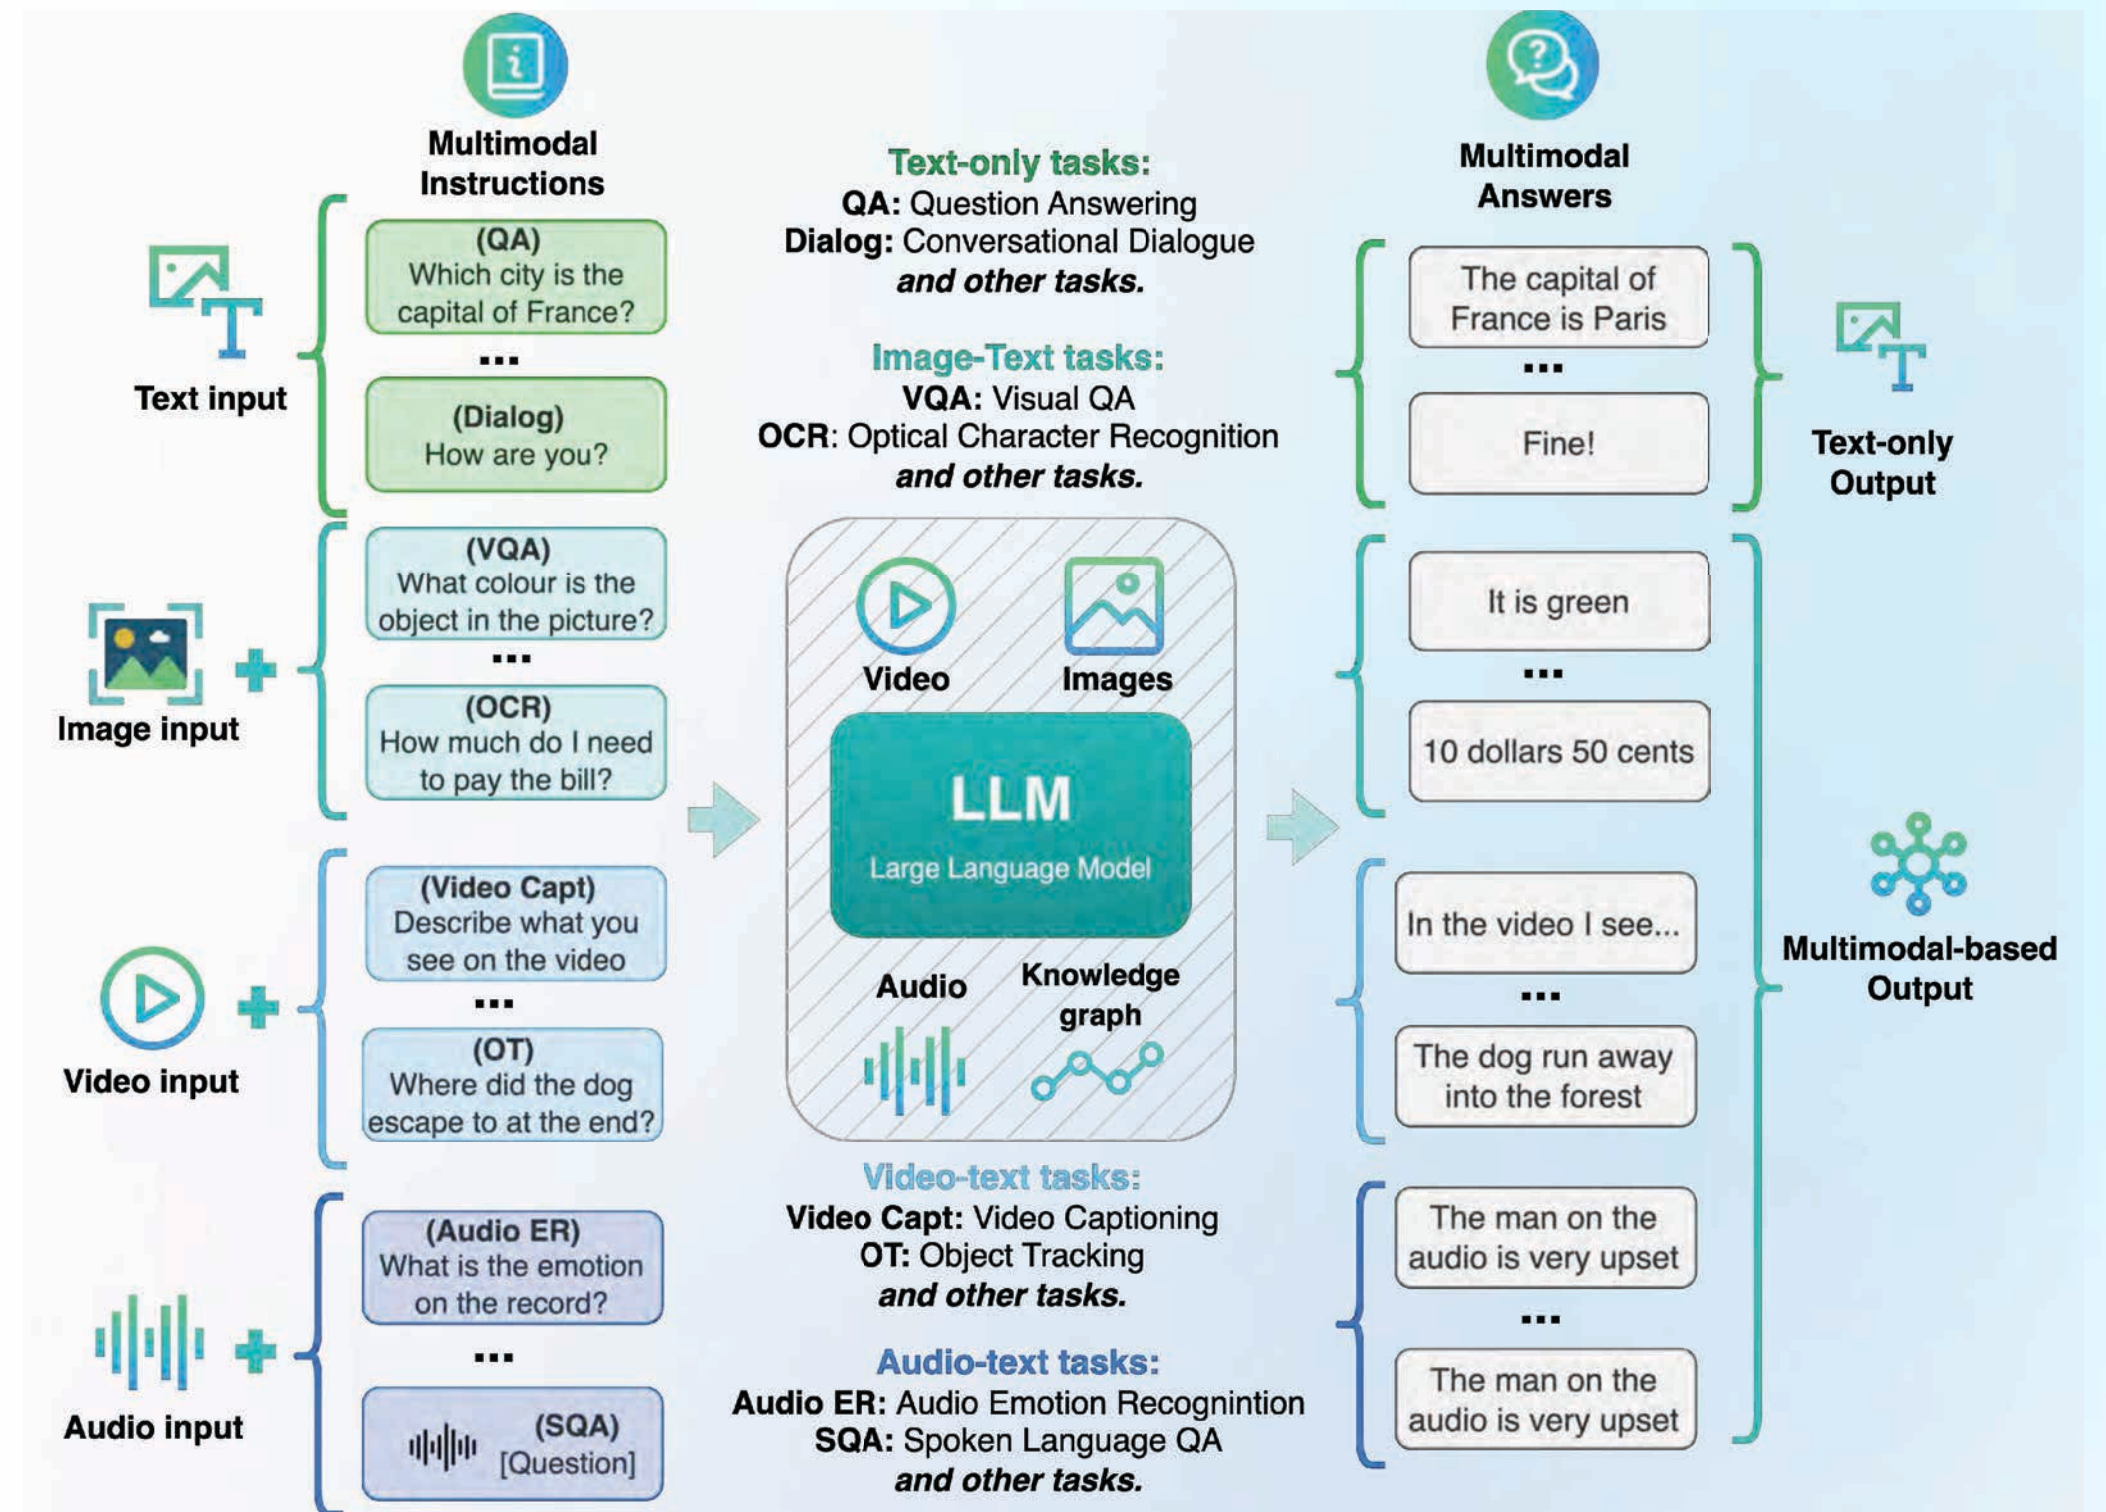 Multimodal
Instructions
Text input
(QA)
Which city is the
capital of France?
...
(Dialog)
How are you?
Image input
(VQA)
What colour is the
object in the picture?
...
(OCR)
How much do I need
to pay the bill?
Video input
(Video Capt)
Describe what you
see on the video
...
(OT)
Where did the dog
escape to at the end?
Audio input
(Audio ER)
What is the emotion
on the record?
...
(SQA)
[Question]
Text-only tasks:
QA: Question Answering
Dialog: Conversational Dialogue
and other tasks.
Image-Text tasks:
VQA: Visual QA
OCR: Optical Character Recognition
and other tasks.
Video
Images
LLM
Large Language Model
Audio
Knowledge
graph
Video-text tasks:
Video Capt: Video Captioning
OT: Object Tracking
and other tasks.
Audio-text tasks:
Audio ER: Audio Emotion Recognintion
SQA: Spoken Language QA
and other tasks.
Multimodal
Answers
The capital of
France is Paris
...
Fine!
Text-only
Output
It is green
...
10 dollars 50 cents
In the video I see...
...
The dog run away
into the forest
The man on the
audio is very upset
...
The man on the
audio is very upset
Multimodal-based
Output